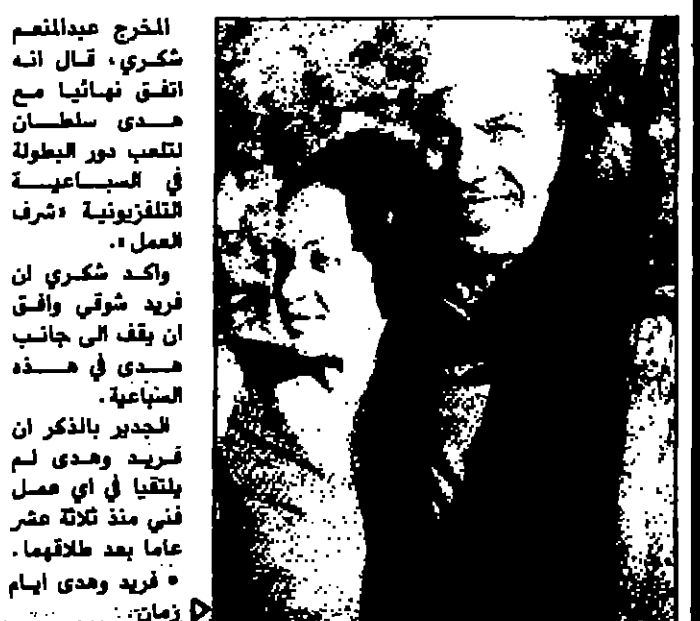 المخرج عبدالمنعم
شكري، قال انه
اتفق نهائيا مع
هدى سلطان
لتلعب دور البطولة
في السباعية
التلفزيونية «شرف
العمل».
واكد شكري ان
فريد شوقي وافق
ان يقف الى جانب
هدى في هذه
السباعية.
الجدير بالذكر ان
فريد وهدى لم
يلتقيا في اي عمل
فني منذ ثلاثة عشر
عاما بعد طلاقهما.
• فريد وهدى ايام
زمان